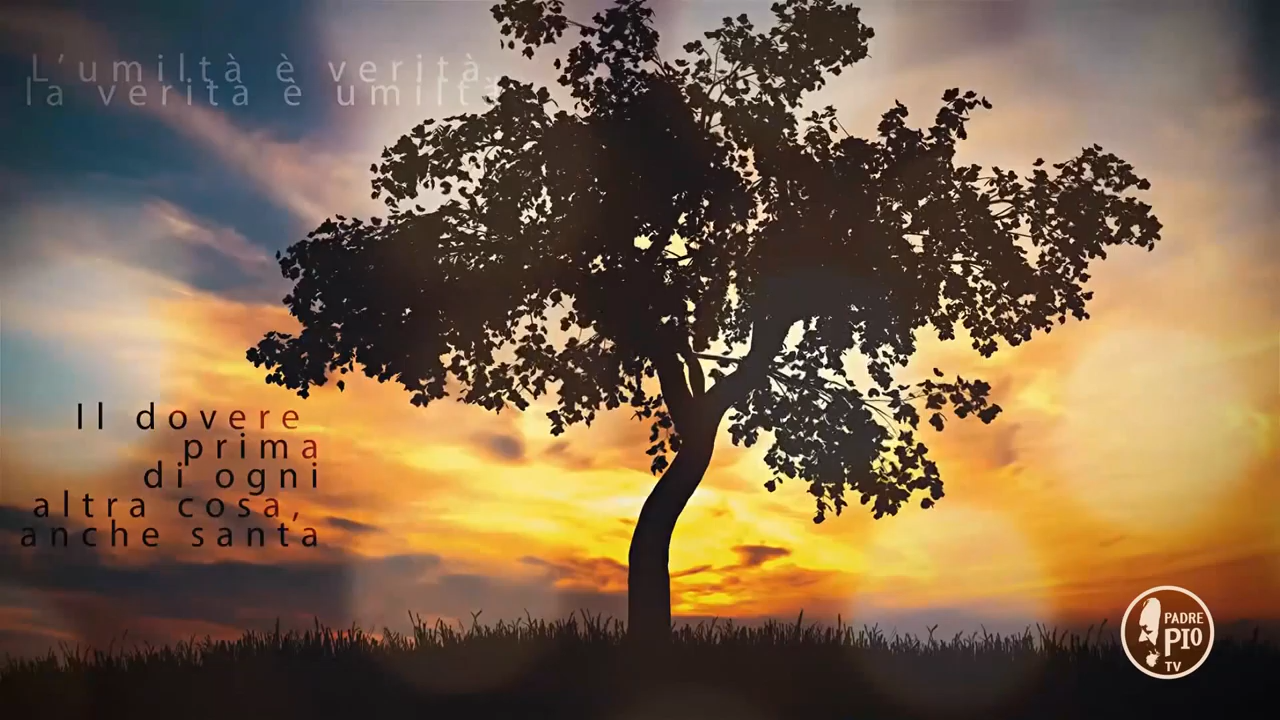 L'umiltà è verità,
la verità è umiltà
Il dovere
prima
di ogni
altra cosa,
anche santa
PADRE
PIO
TV